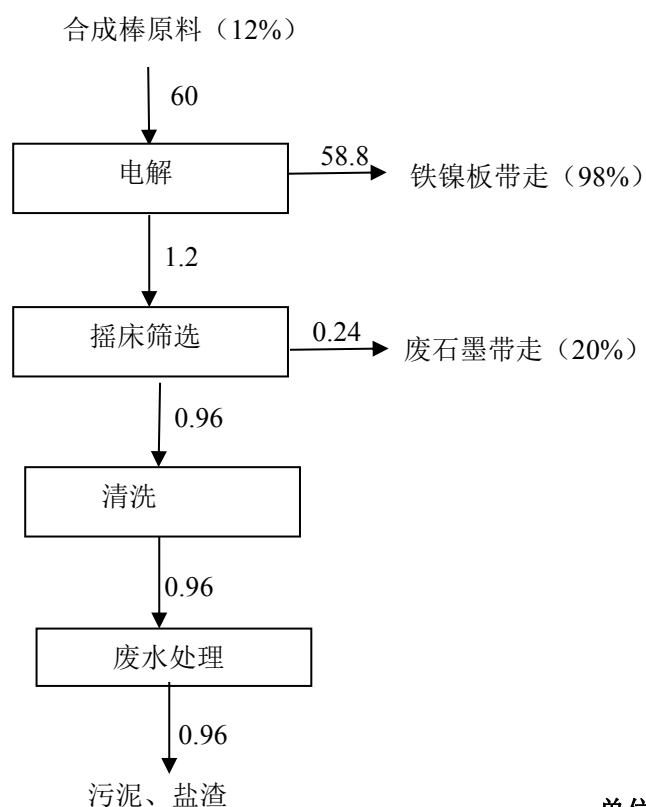 合成棒原料（12%）
60
电解
58.8
铁镍板带走（98%）
1.2
摇床筛选
0.24
废石墨带走（20%）
0.96
清洗
0.96
废水处理
0.96
污泥、盐渣